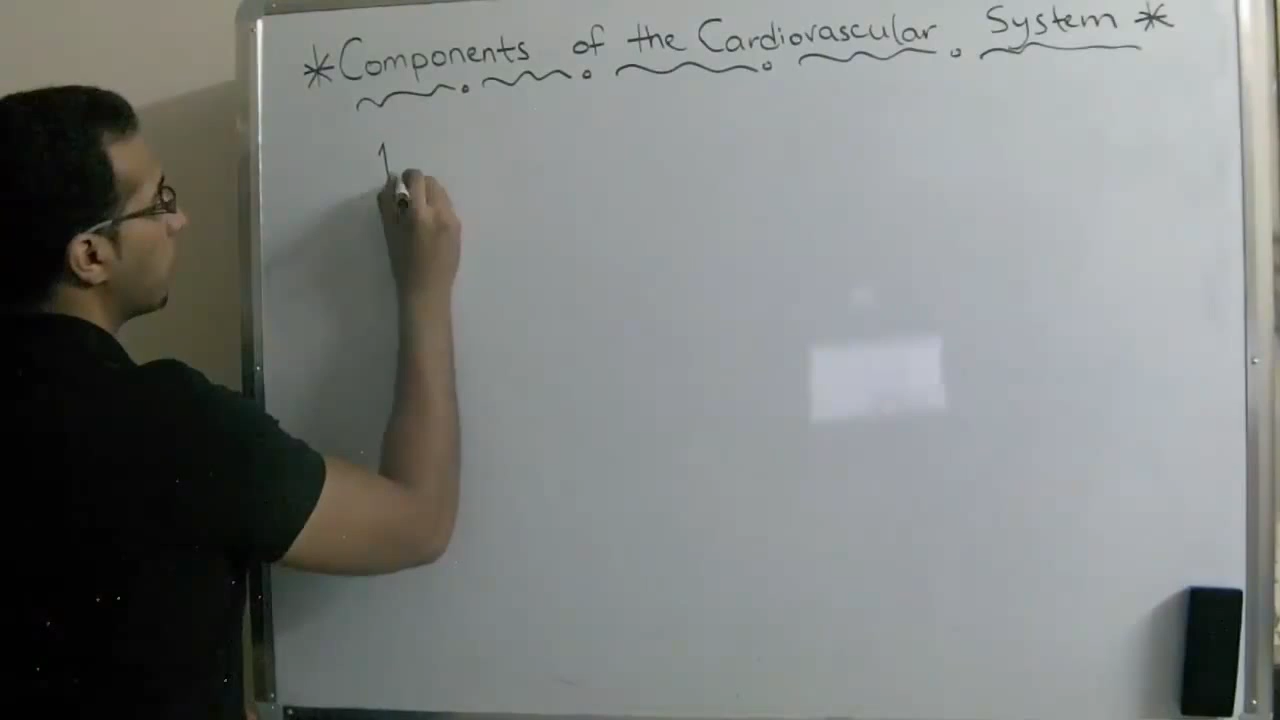 *Components of the Cardiovascular System*
1